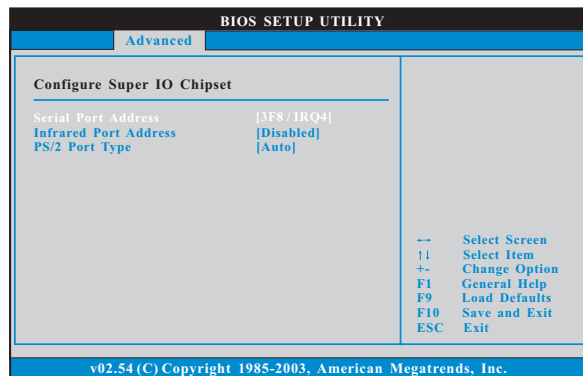 BIOS SETUP UTILITY
Advanced
Configure Super IO Chipset
Serial Port Address [3F8 / IRQ4]
Infrared Port Address [Disabled]
PS/2 Port Type [Auto]
←→ Select Screen
↑↓ Select Item
+- Change Option
F1 General Help
F9 Load Defaults
F10 Save and Exit
ESC Exit
v02.54 (C) Copyright 1985-2003, American Megatrends, Inc.